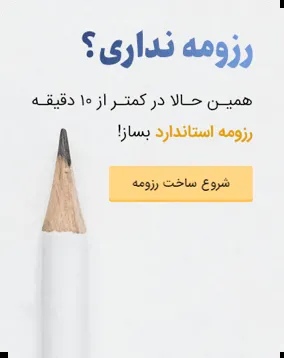 رزومه نداری؟
همین حالا در کمتر از ۱۰ دقیقه
رزومه استاندارد بساز!
شروع ساخت رزومه